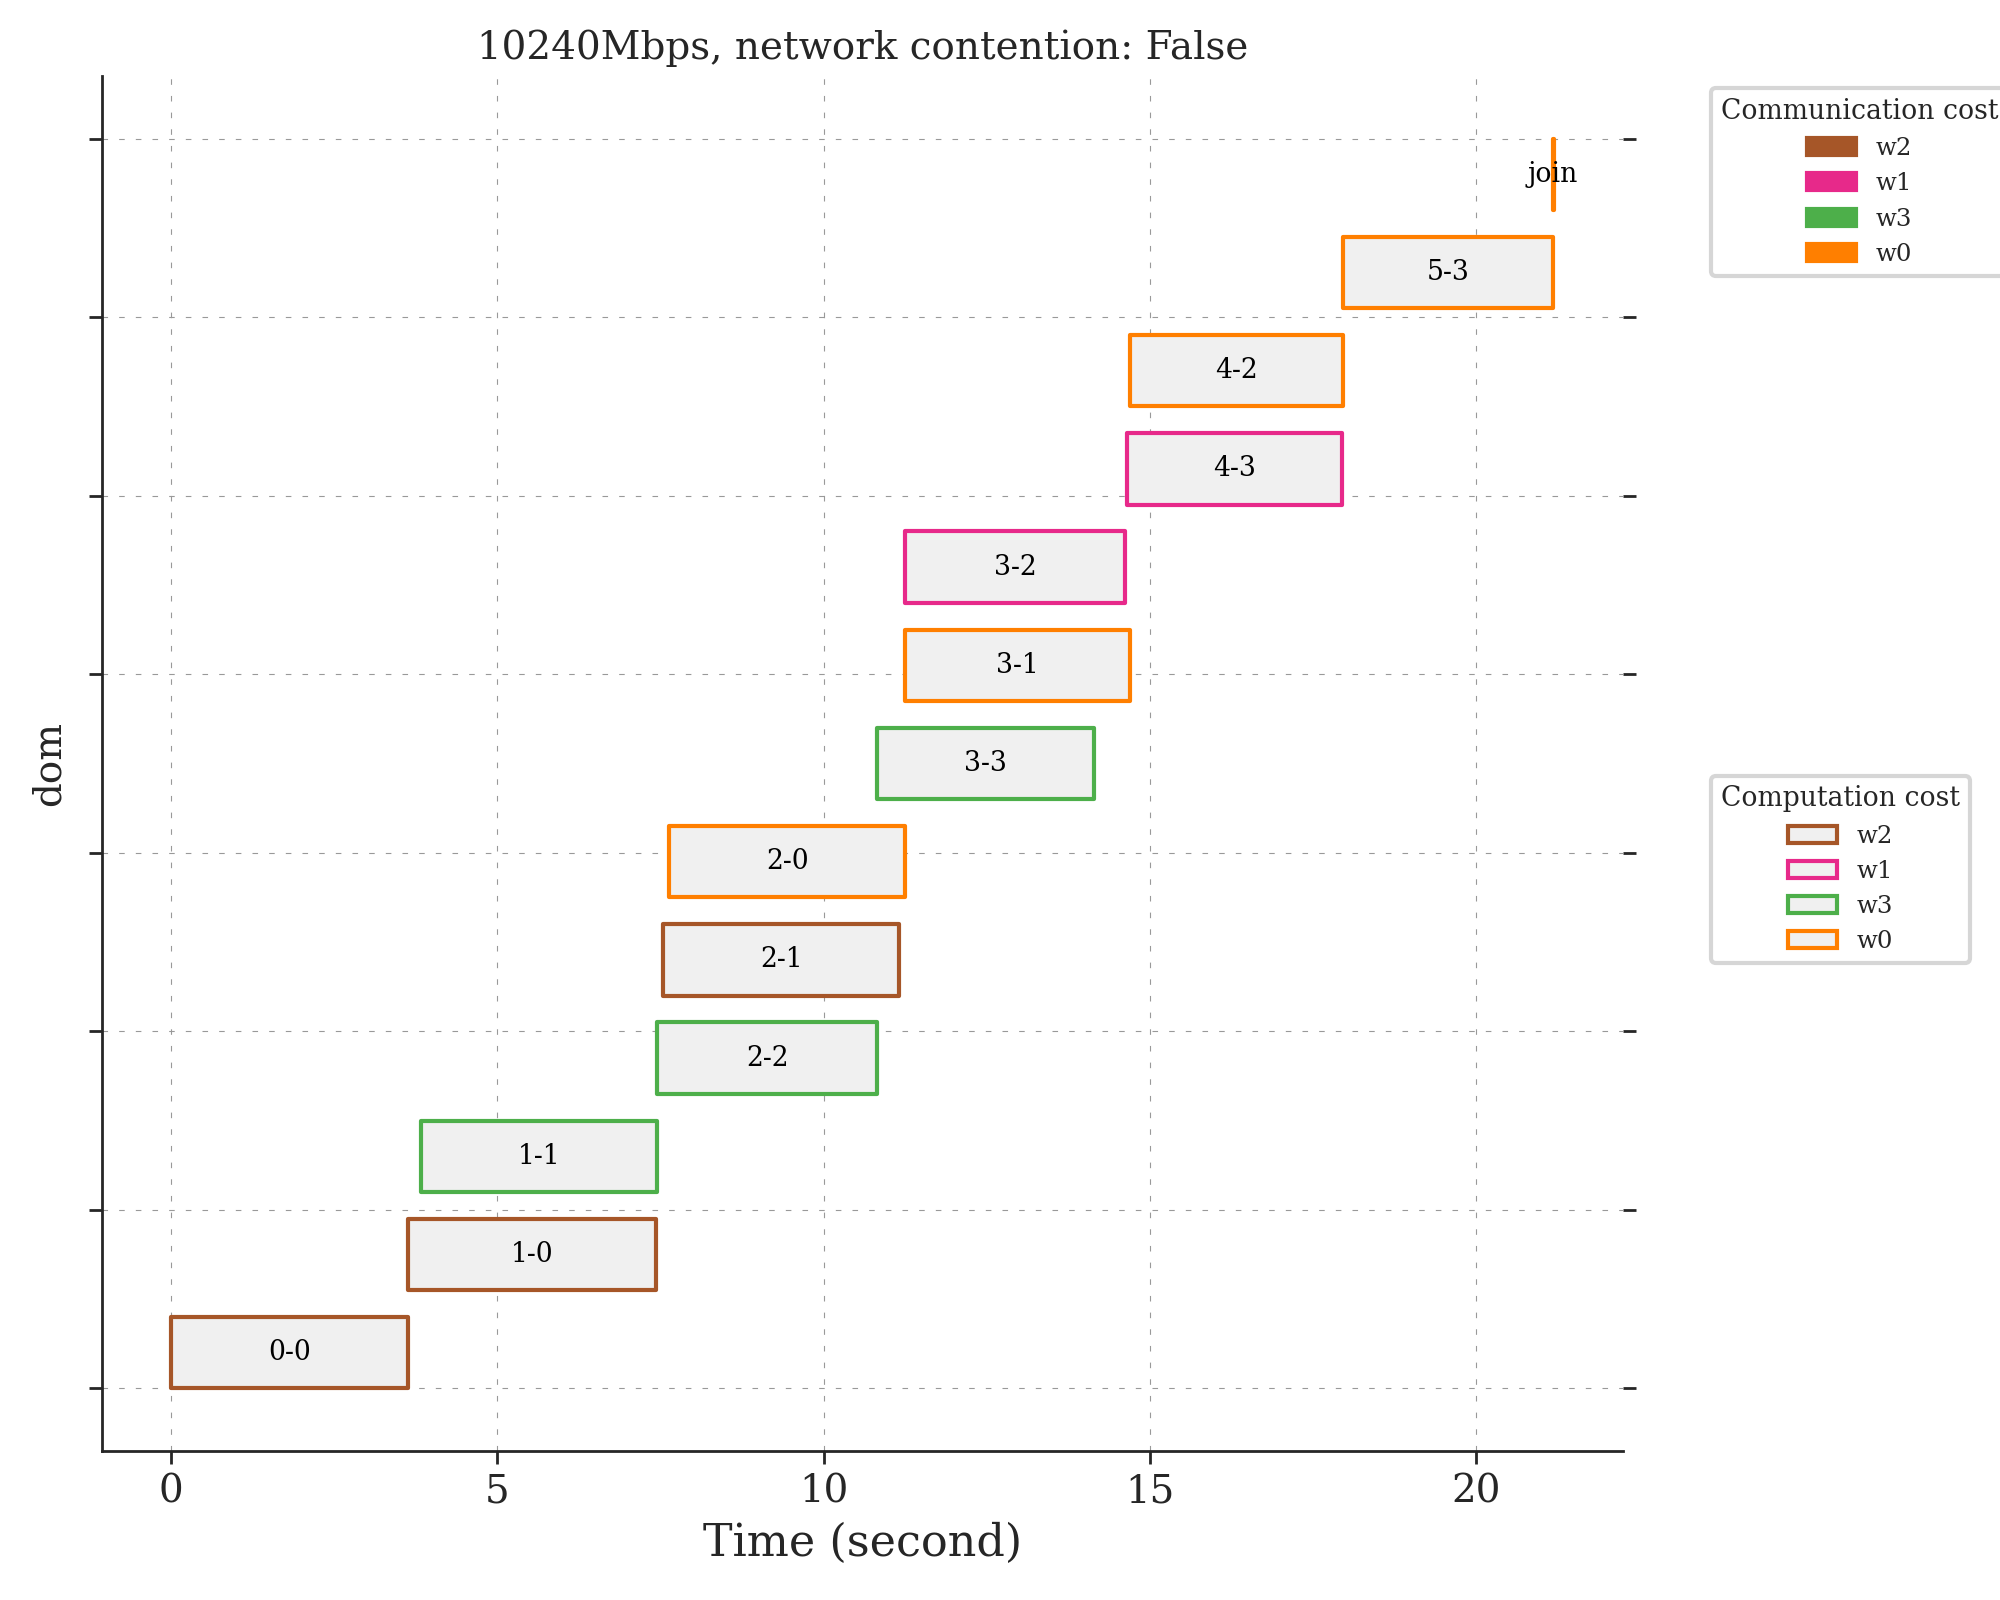 10240Mbps, network contention: False
Communication cost
w2
w1
w3
w0
join
5-3
4-2
4-3
3-2
3-1
3-3
2-0
2-1
2-2
1-1
1-0
0-0
dom
Computation cost
w2
w1
w3
w0
0 5 10 15 20
Time (second)